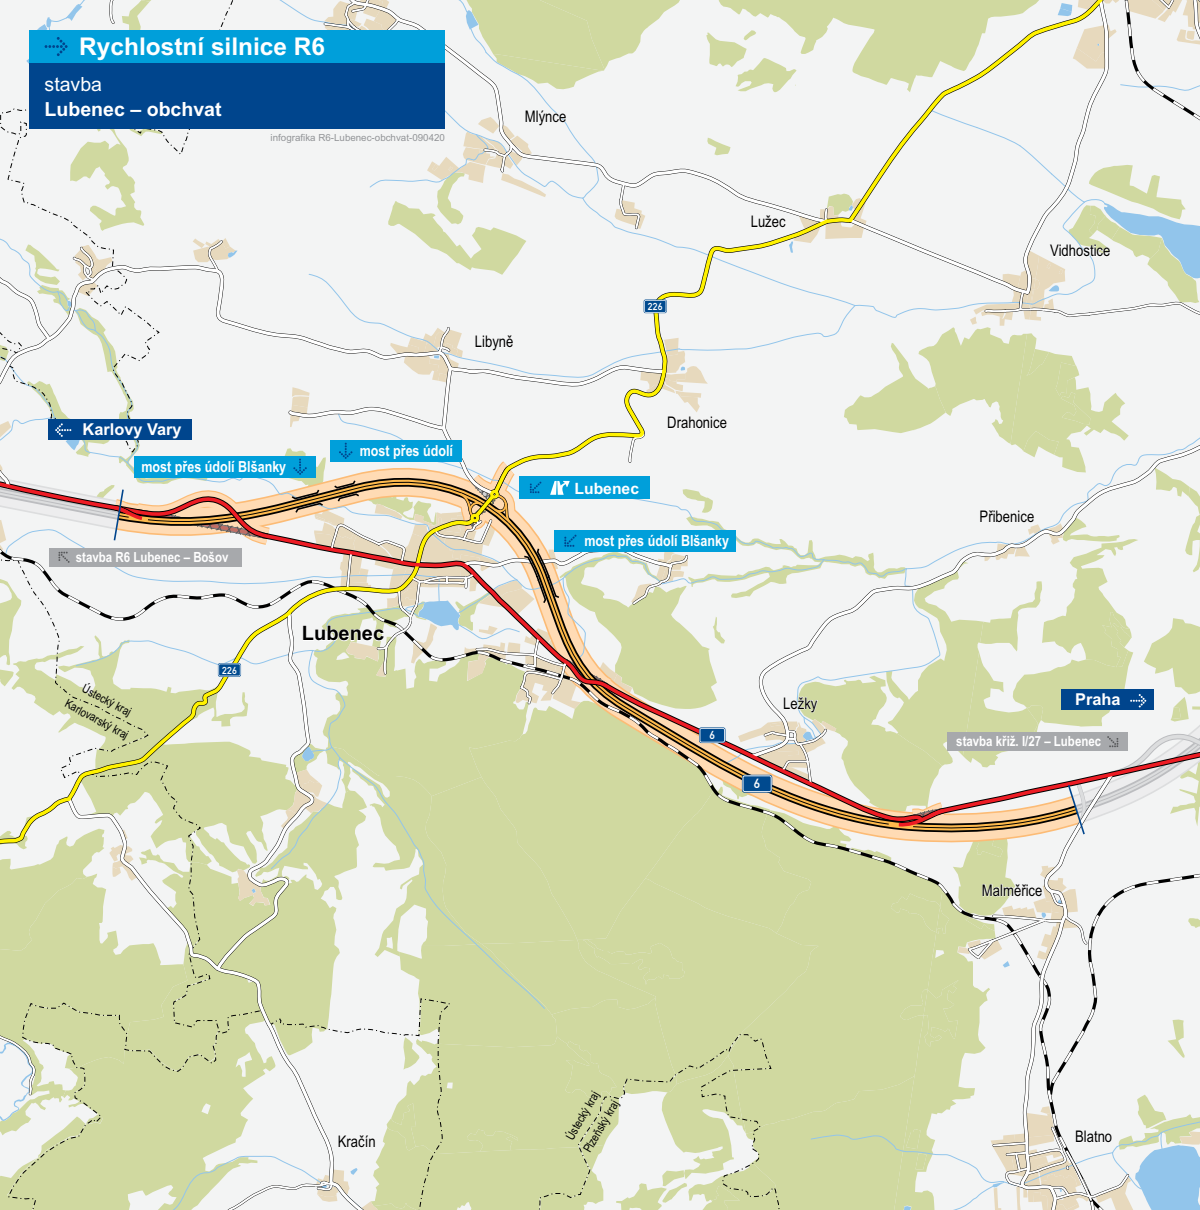 Rychlostní silnice R6
stavba
Lubenec – obchvat
infografika R6-Lubenec-obchvat-090420
Mlýnce
Lužec
Vidhostice
226
Libyně
Drahonice
Karlovy Vary
most přes údolí
most přes údolí Blšanky
Lubenec
Přibenice
most přes údolí Blšanky
stavba R6 Lubenec – Bošov
Lubenec
226
Ústecký kraj
Karlovarský kraj
Praha
Ležky
6
stavba křiž. I/27 – Lubenec
6
Malměřice
Ústecký kraj
Plzeňský kraj
Kračín
Blatno